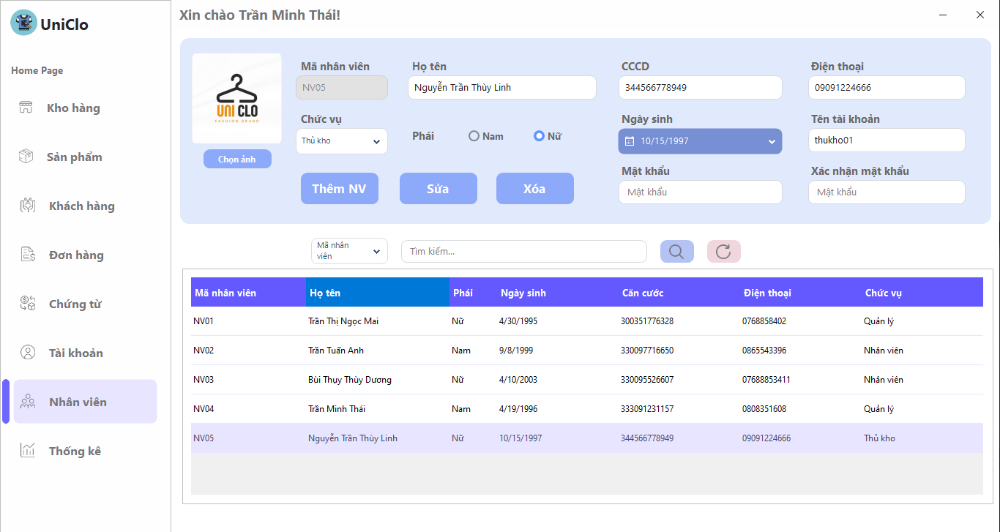 UniClo
Xin chào Trần Minh Thái!
Home Page
Kho hàng
Sản phẩm
Khách hàng
Đơn hàng
Chứng từ
Tài khoản
Nhân viên
Thống kê
UNI CLO
FASHION BRAND
Chọn ảnh
Mã nhân viên
NV05
Họ tên
Nguyễn Trần Thùy Linh
CCCD
344566778949
Điện thoại
09091224666
Chức vụ
Thủ kho
Phái
Nam
Nữ
Ngày sinh
10/15/1997
Tên tài khoản
thukho01
Thêm NV
Sửa
Xóa
Mật khẩu
Mật khẩu
Xác nhận mật khẩu
Mật khẩu
Mã nhân
viên
Tìm kiếm...
Mã nhân viên Họ tên Phái Ngày sinh Căn cước Điện thoại Chức vụ
NV01 Trần Thị Ngọc Mai Nữ 4/30/1995 300351776328 0768858402 Quản lý
NV02 Trần Tuấn Anh Nam 9/8/1999 330097716650 0865543396 Nhân viên
NV03 Bùi Thụy Thùy Dương Nữ 4/10/2003 330095526607 07688853411 Nhân viên
NV04 Trần Minh Thái Nam 4/19/1996 333091231157 0808351608 Quản lý
NV05 Nguyễn Trần Thùy Linh Nữ 10/15/1997 344566778949 09091224666 Thủ kho